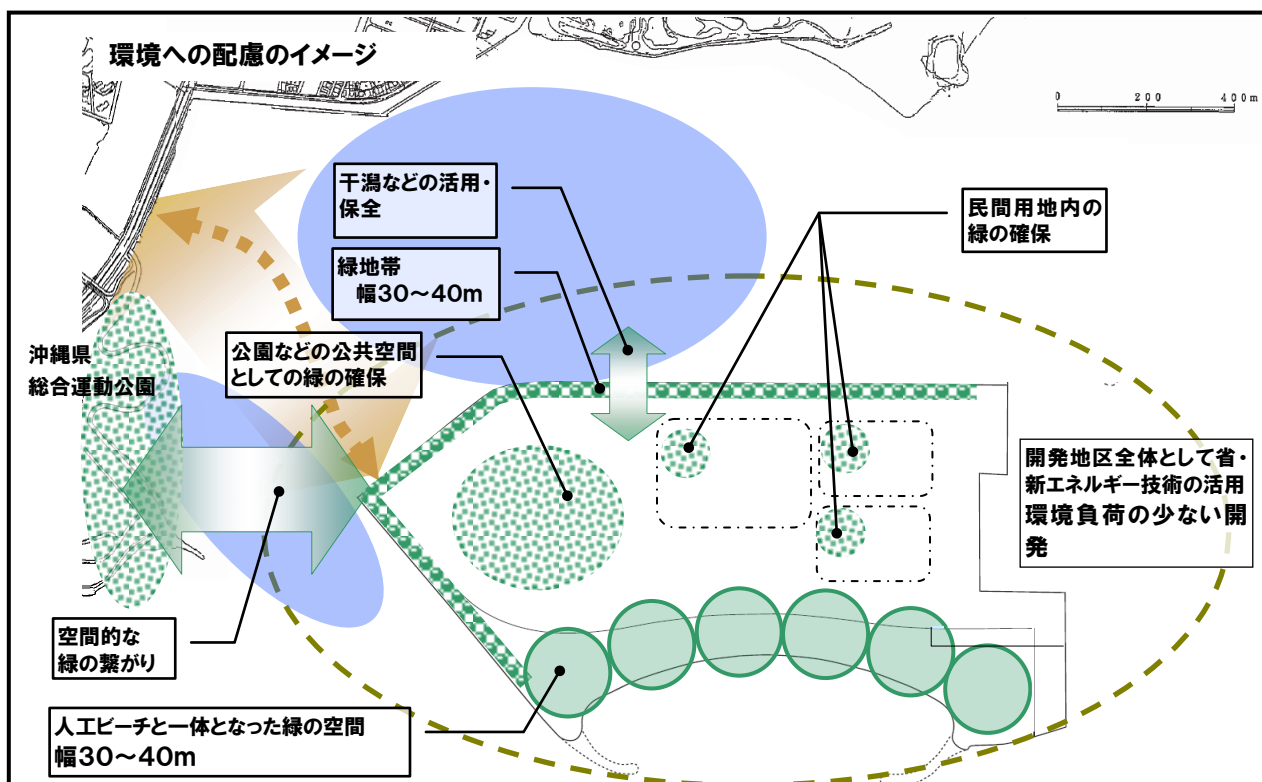 環境への配慮のイメージ
0 200 400m
干潟などの活用・
保全
民間用地内の
緑の確保
緑地帯
幅30～40m
公園などの公共空間
としての緑の確保
沖縄県
総合運動公園
開発地区全体として省・
新エネルギー技術の活用
環境負荷の少ない開
発
空間的な
緑の繋がり
人工ビーチと一体となった緑の空間
幅30～40m